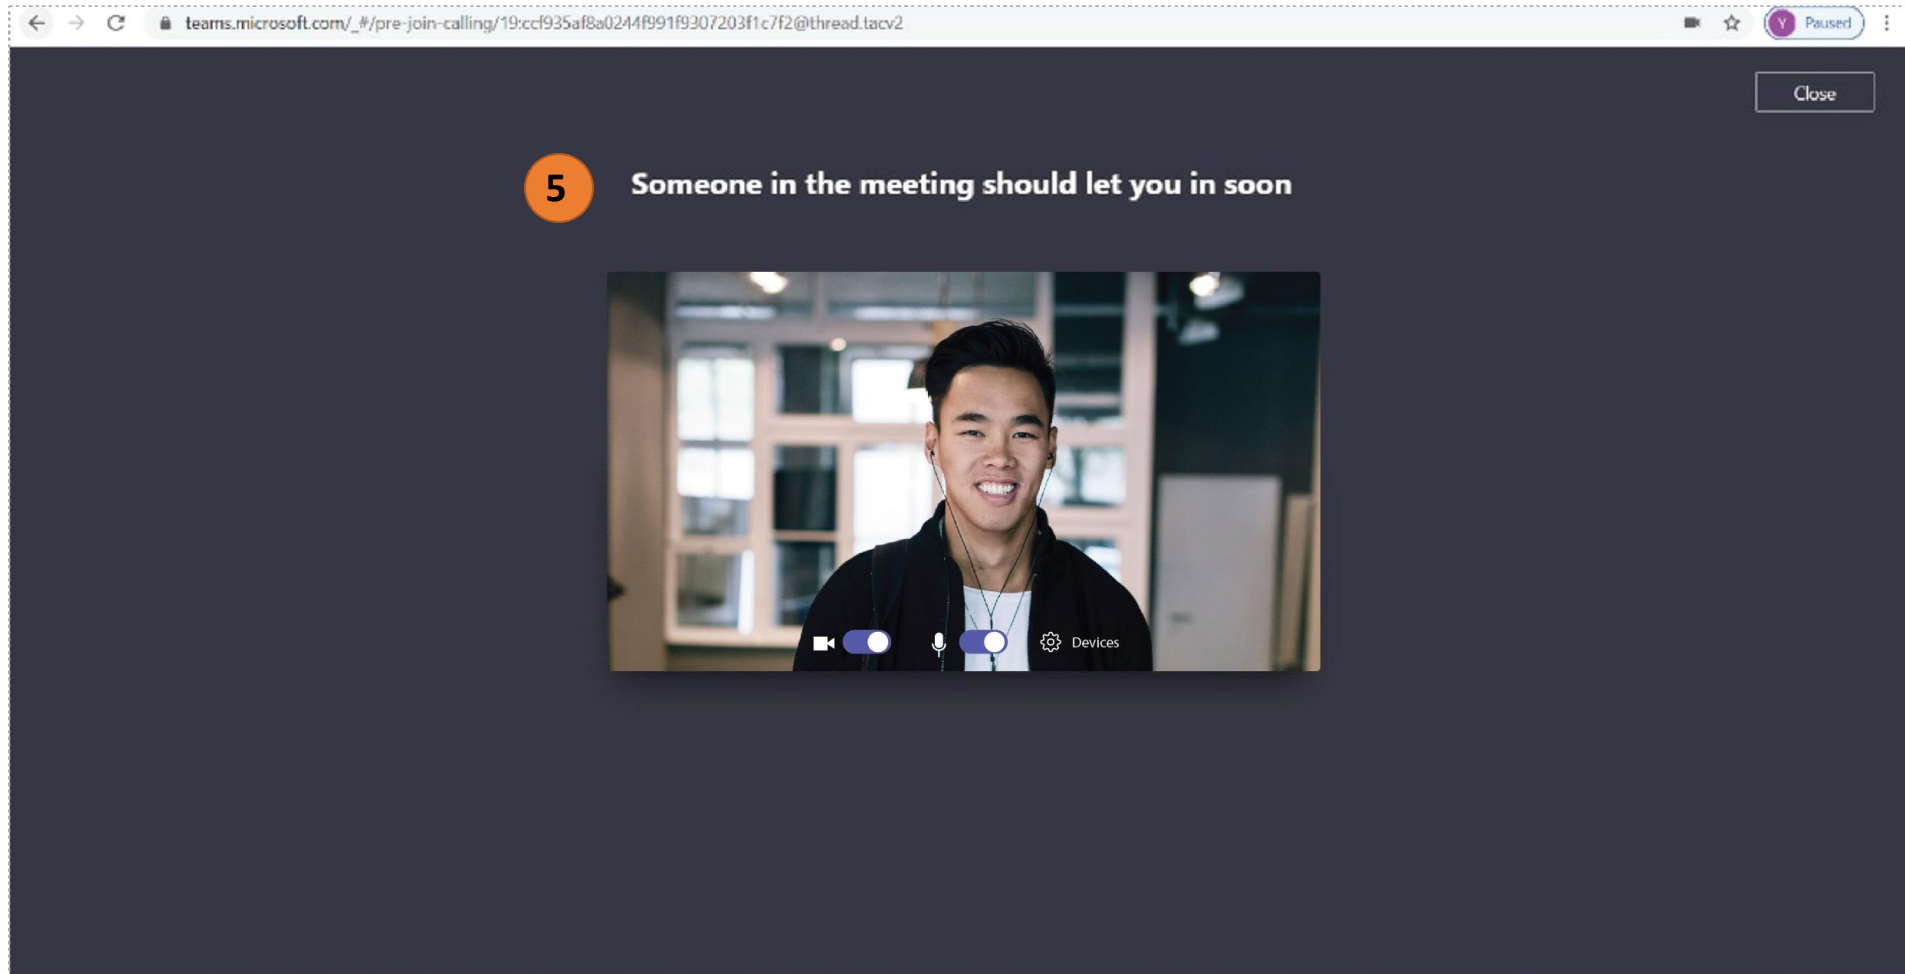 teams.microsoft.com/_#/pre-join-calling/19:ccf935af8a0244f991f9307203f1c7f2@thread.tacv2
Y Paused
Close
5 Someone in the meeting should let you in soon
Devices